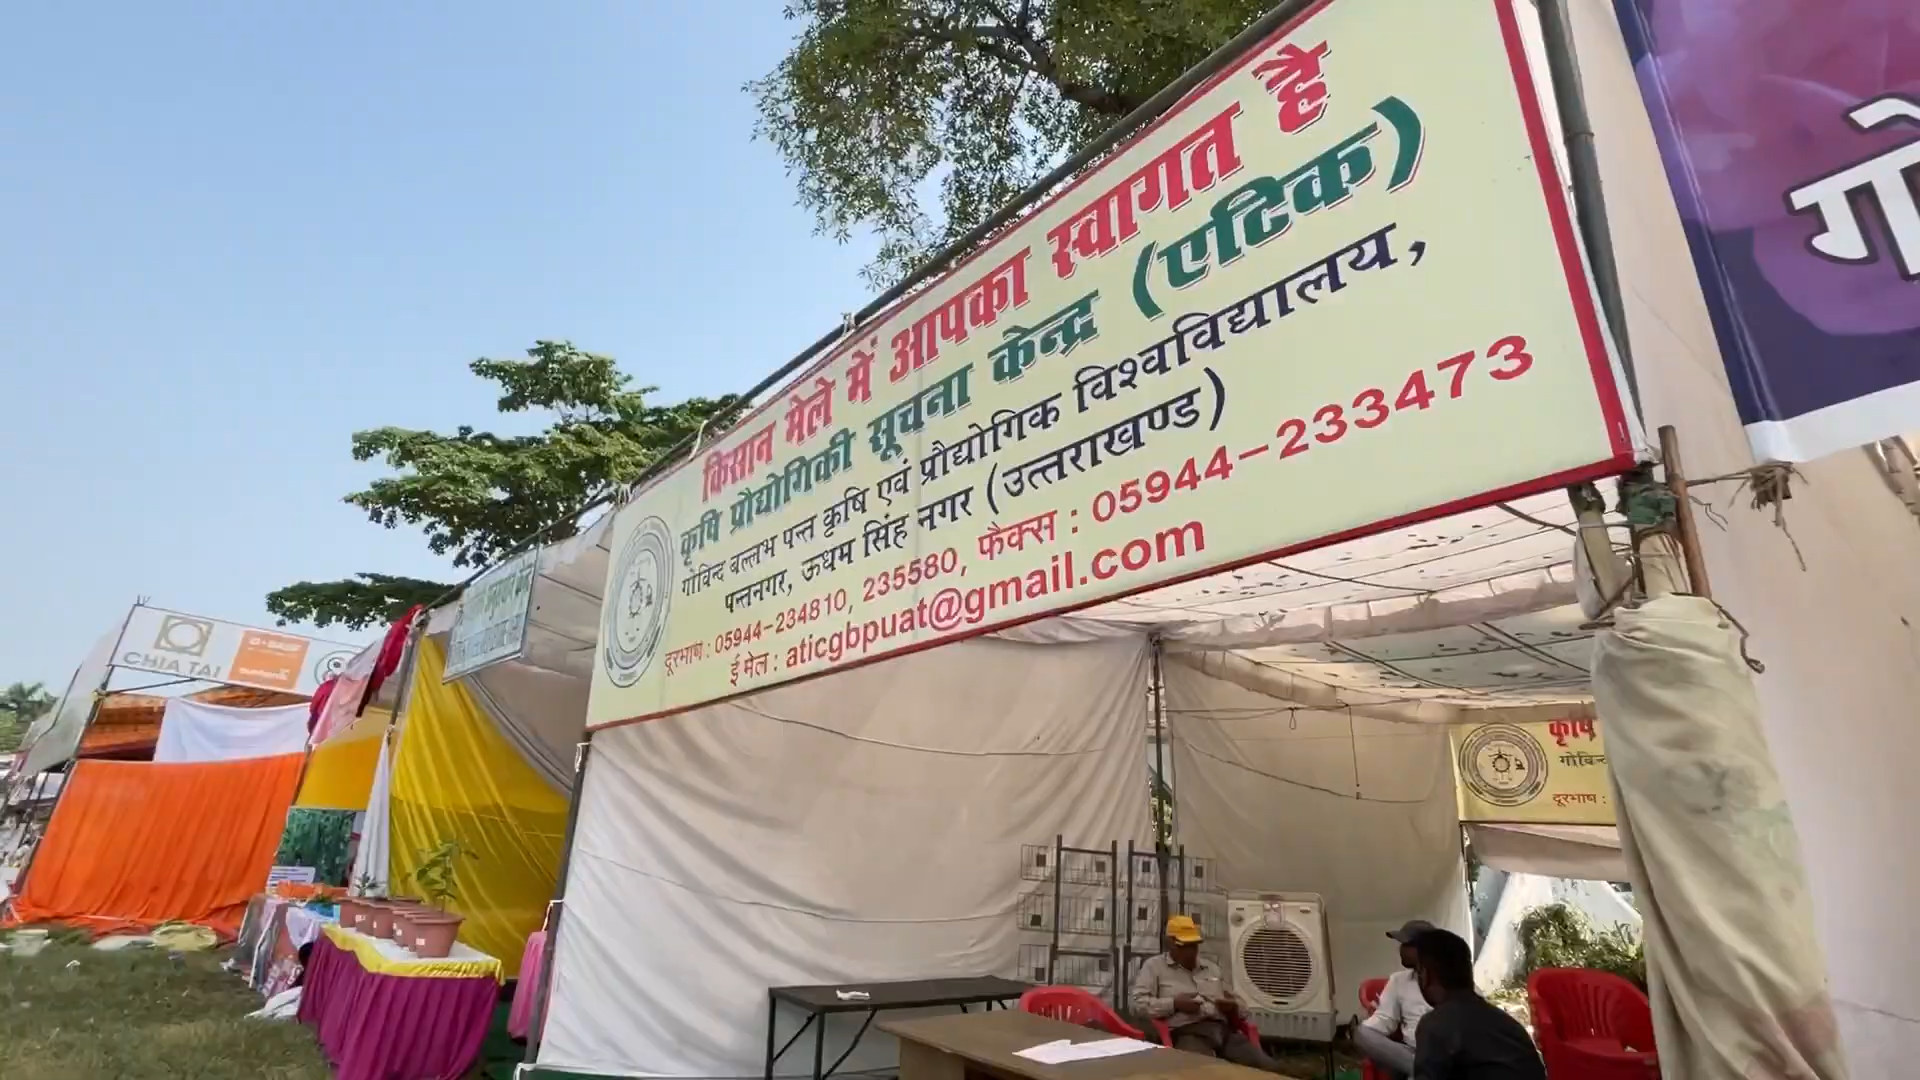 किसान मेले में आपका स्वागत है
कृषि प्रौद्योगिकी सूचना केन्द्र (एटिक)
गोविन्द बल्लभ पन्त कृषि एवं प्रौद्योगिक विश्वविद्यालय,
पन्तनगर, ऊधम सिंह नगर (उत्तराखण्ड)
दूरभाष : 05944-234810, 235580, फैक्स : 05944-233473
ई मेल : aticgbpuat@gmail.com
CHIA TAI
कृषि
दूरभाष :